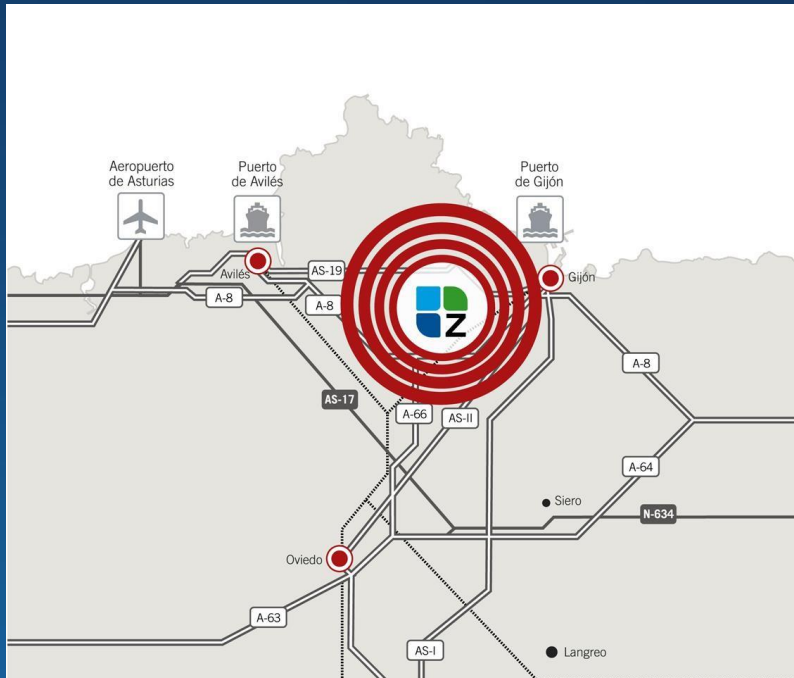 Aeropuerto
de Asturias
Puerto
de Avilés
Puerto
de Gijón
Avilés
AS-19
Gijón
A-8
A-8
Z
A-8
AS-17
A-66
AS-II
A-64
Siero
N-634
Oviedo
A-63
AS-I
Langreo